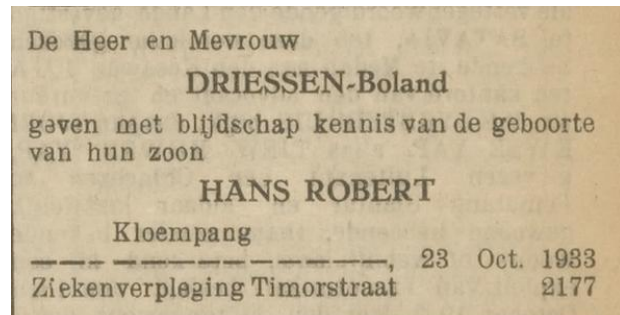 De Heer en Mevrouw
DRIESSEN-Boland
gaven met blijdschap kennis van de geboorte
van hun zoon
HANS ROBERT
Kloempang
— — — — — — — — —, 23 Oct. 1933
Ziekenverpleging Timorstraat 2177